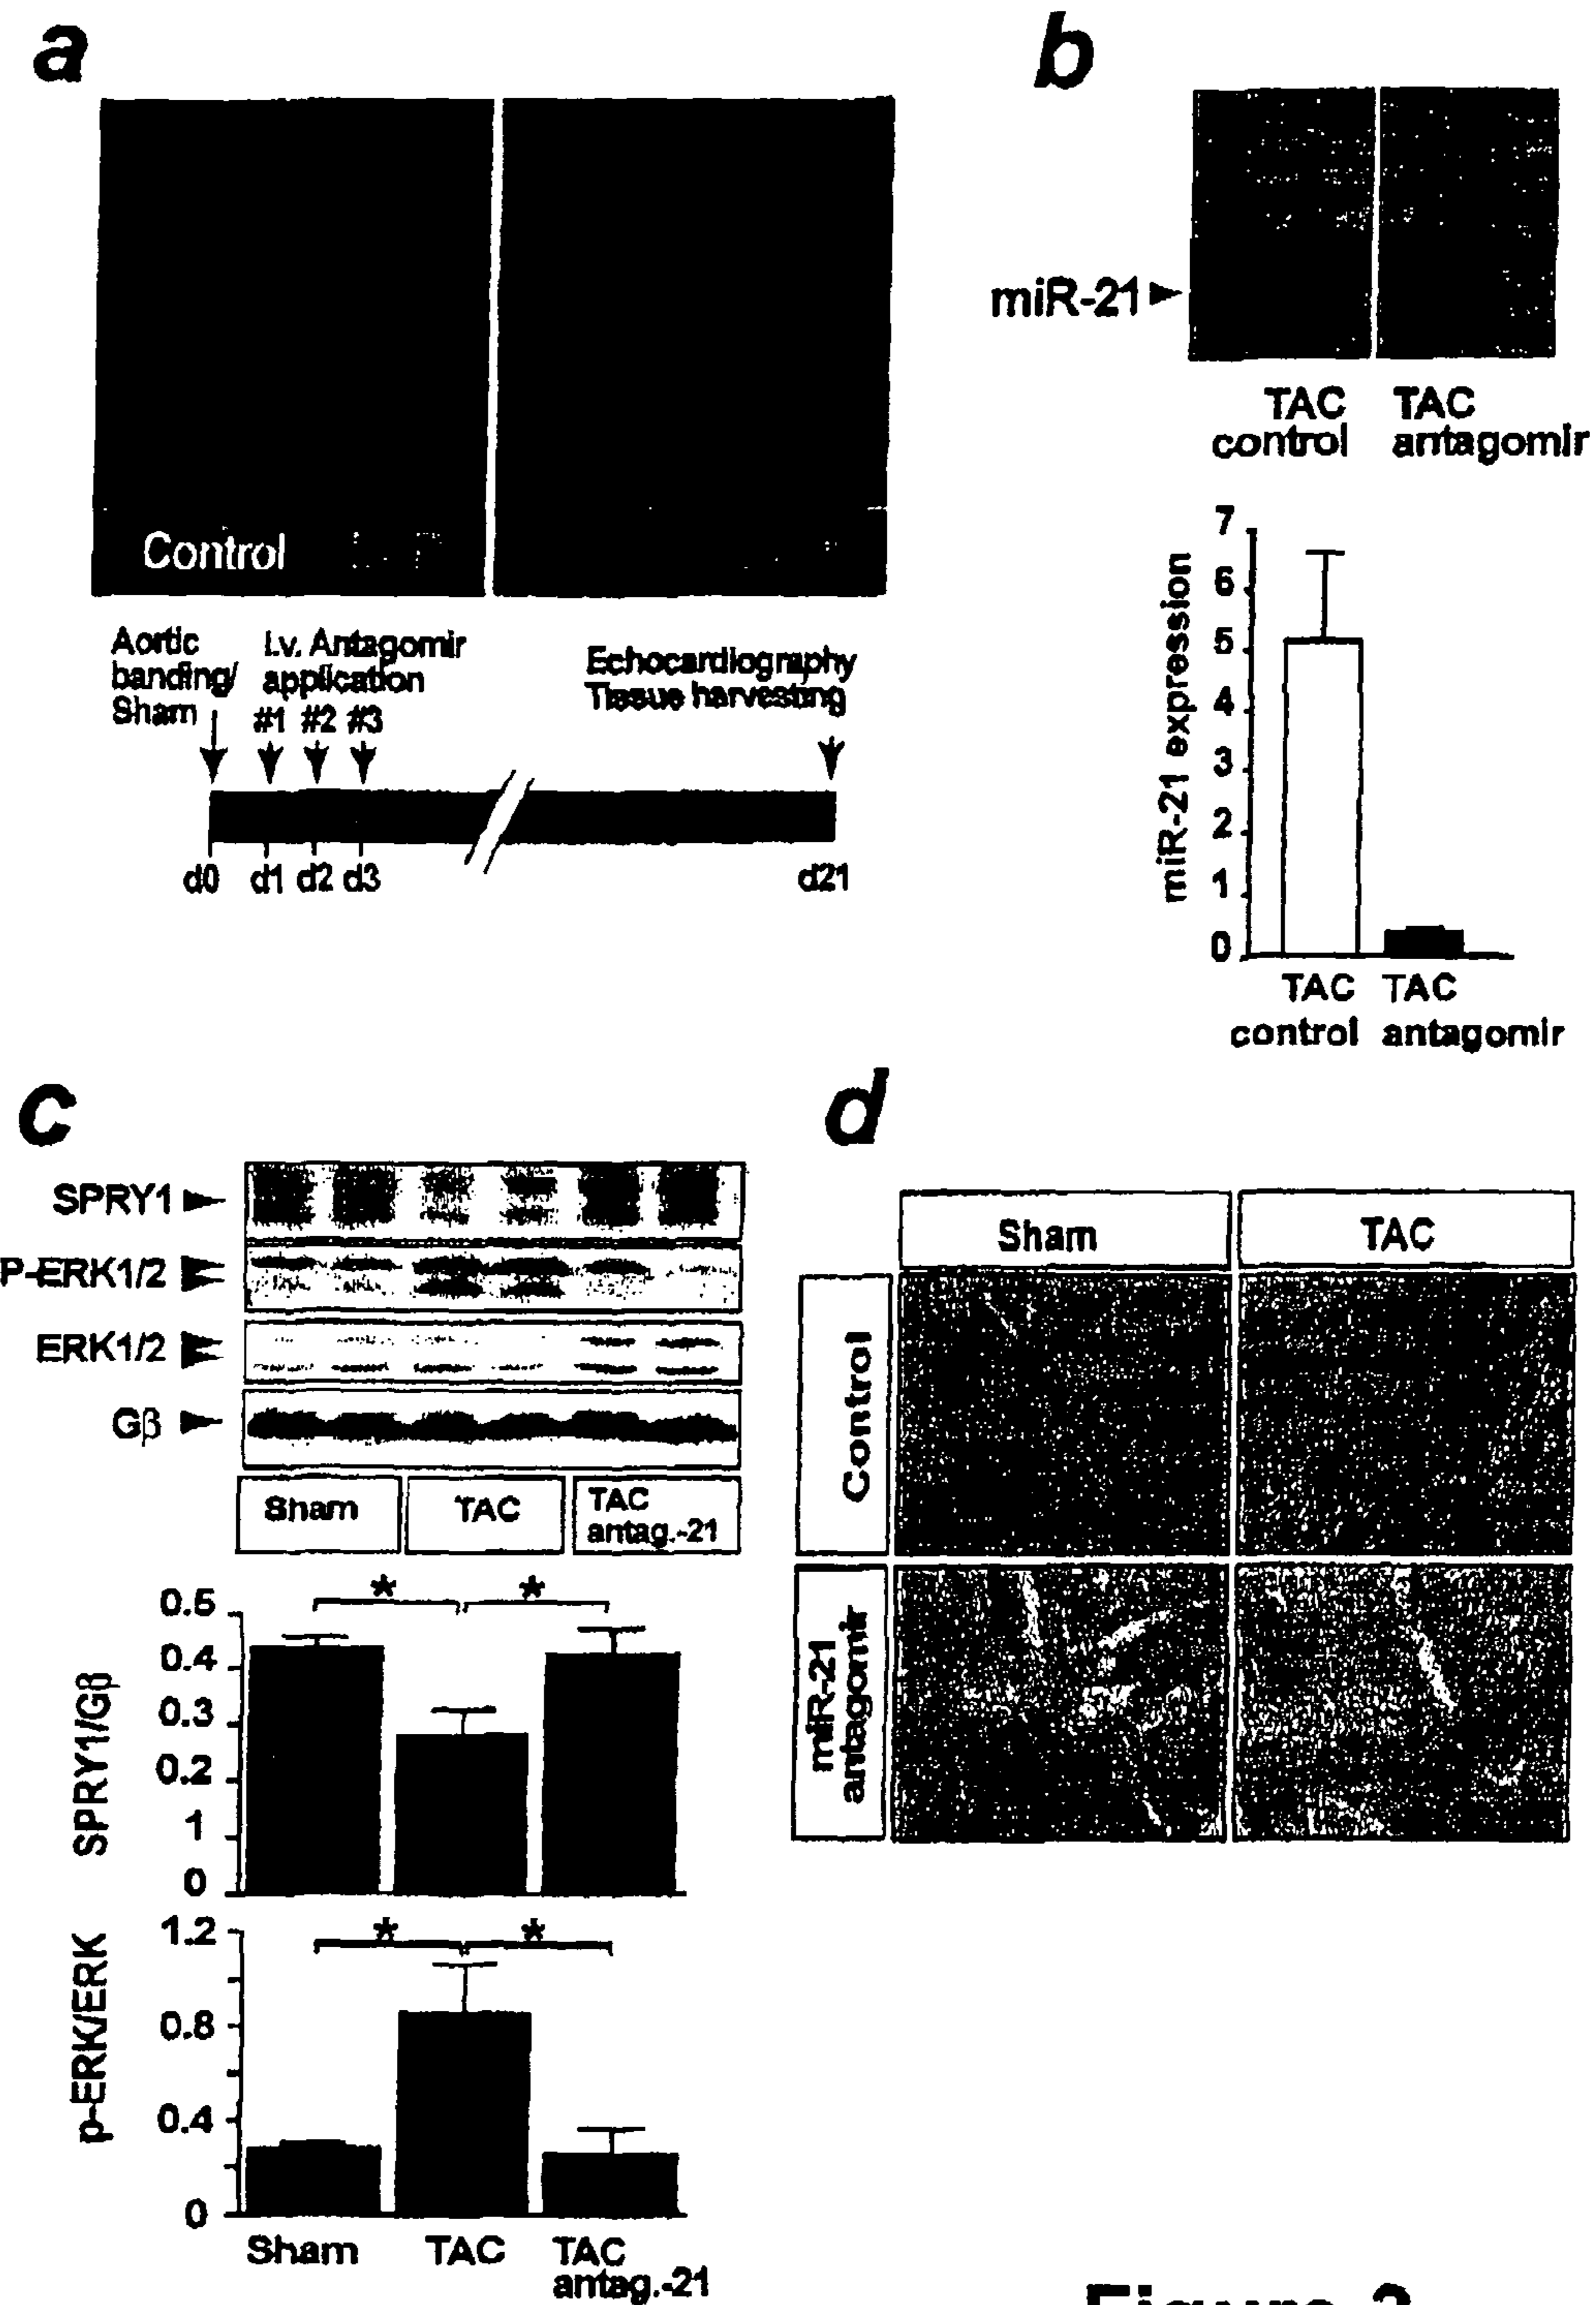 a
b
Control
Aortic
banding/
Sham
I.v. Antagomir
application
#1 #2 #3
Echocardiography
Tissue harvesting
d0 d1 d2 d3 d21
miR-21
TAC control
TAC antagomir
7
6
5
4
3
2
1
0
miR-21 expression
TAC control
TAC antagomir
c
SPRY1
P-ERK1/2
ERK1/2
Gβ
Sham
TAC
TAC
antag.-21
* *
0.5
0.4
0.3
0.2
1
0
SPRY1/Gβ
* *
1.2
0.8
0.4
0
p-ERK/ERK
Sham
TAC
TAC
antag.-21
d
Sham
TAC
Control
miR-21
antagomir